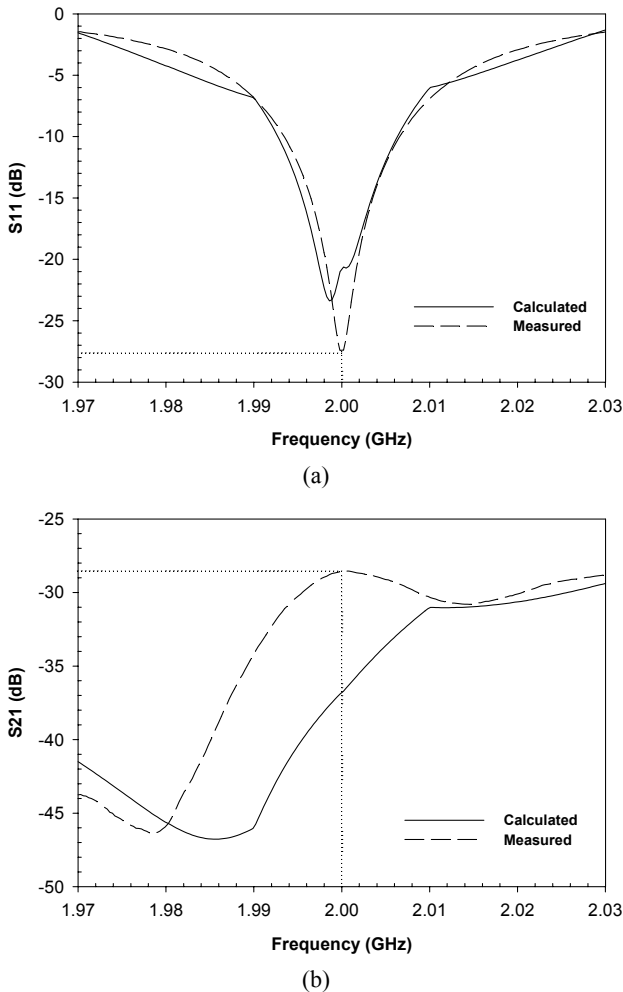 0
-5
-10
-15
-20
-25
-30
S11 (dB)
Calculated
Measured
1.97 1.98 1.99 2.00 2.01 2.02 2.03
Frequency (GHz)
(a)
-25
-30
-35
-40
-45
-50
S21 (dB)
Calculated
Measured
1.97 1.98 1.99 2.00 2.01 2.02 2.03
Frequency (GHz)
(b)